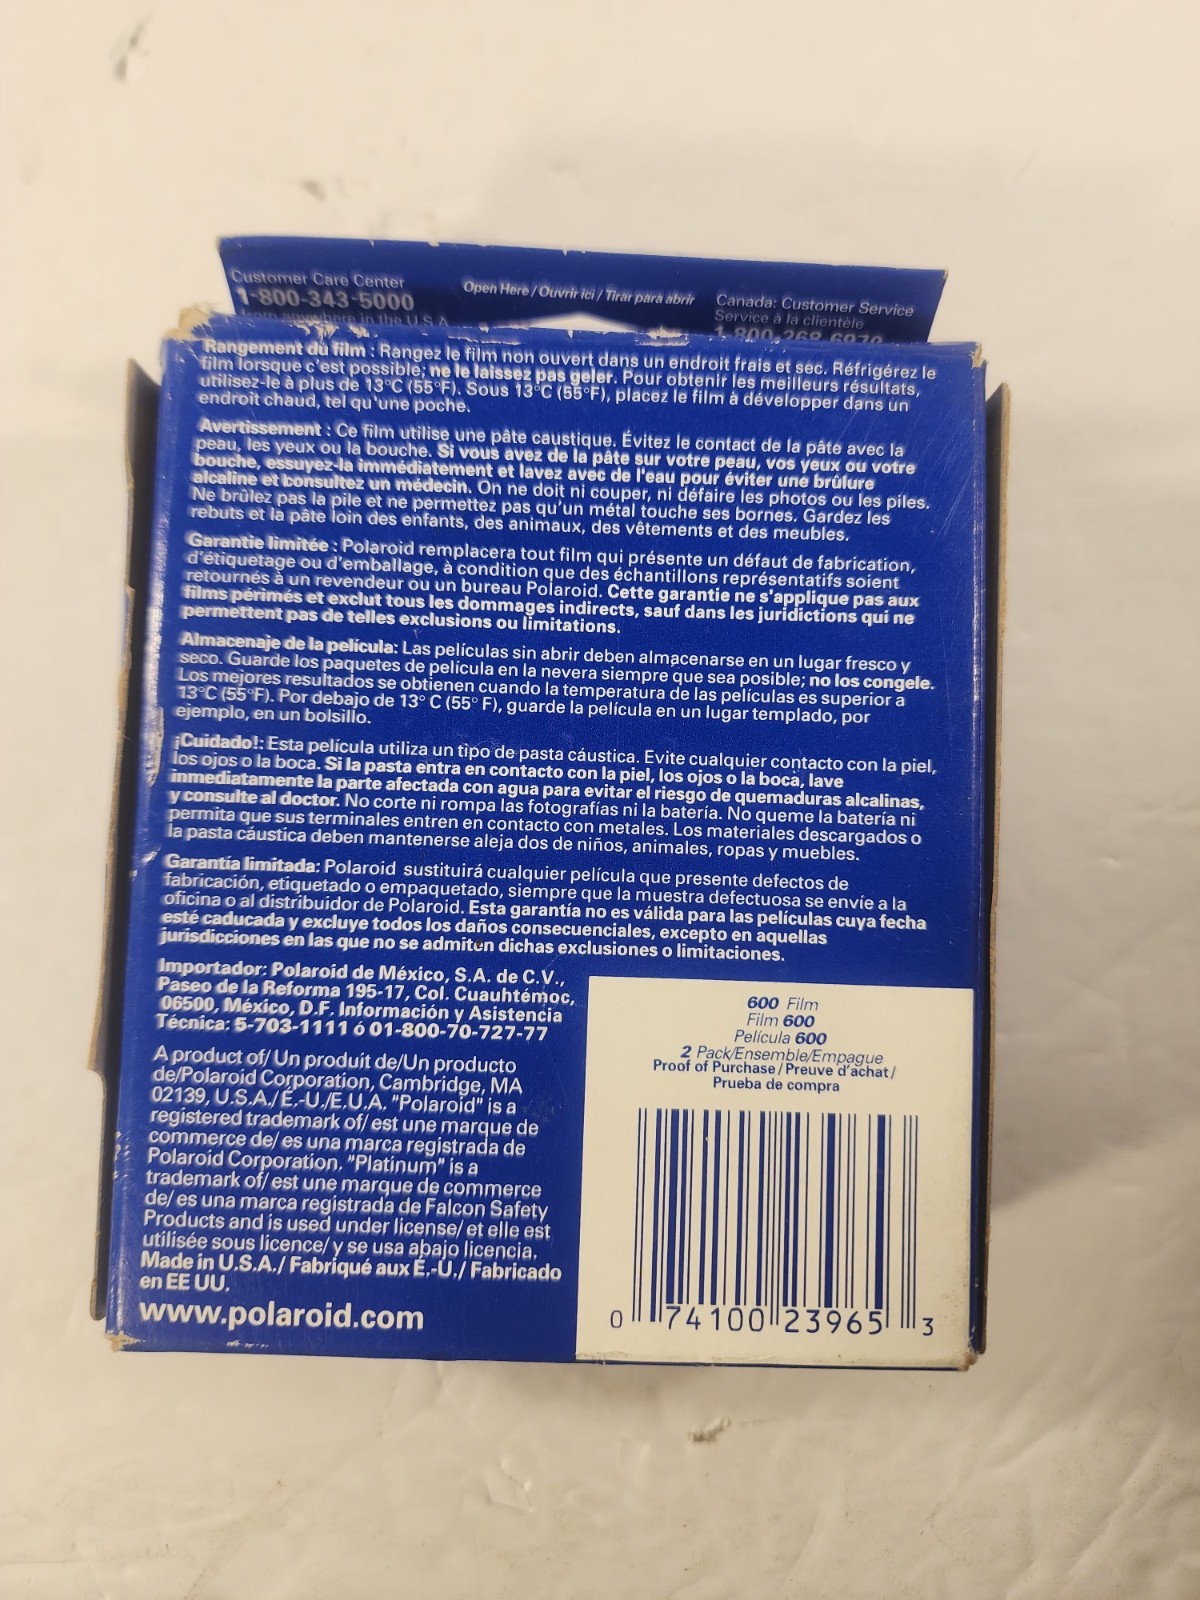 Customer Care Center
1-800-343-5000
from anywhere in the U.S.A.
Open Here / Ouvrir ici / Tirar para abrir
Canada: Customer Service
Service à la clientèle
1-800-268-6970
Rangement du film : Rangez le film non ouvert dans un endroit frais et sec. Réfrigérez le
film lorsque c'est possible; ne le laissez pas geler. Pour obtenir les meilleurs résultats,
utilisez-le à plus de 13°C (55°F). Sous 13°C (55°F), placez le film à développer dans un
endroit chaud, tel qu'une poche.
Avertissement : Ce film utilise une pâte caustique. Évitez le contact de la pâte avec la
peau, les yeux ou la bouche. Si vous avez de la pâte sur votre peau, vos yeux ou votre
bouche, essuyez-la immédiatement et lavez avec de l'eau pour éviter une brûlure
alcaline et consultez un médecin. On ne doit ni couper, ni défaire les photos ou les piles.
Ne brûlez pas la pile et ne permettez pas qu'un métal touche ses bornes. Gardez les
rebuts et la pâte loin des enfants, des animaux, des vêtements et des meubles.
Garantie limitée : Polaroid remplacera tout film qui présente un défaut de fabrication,
d'étiquetage ou d'emballage, à condition que des échantillons représentatifs soient
retournés à un revendeur ou un bureau Polaroid. Cette garantie ne s'applique pas aux
films périmés et exclut tous les dommages indirects, sauf dans les juridictions qui ne
permettent pas de telles exclusions ou limitations.
Almacenaje de la película: Las películas sin abrir deben almacenarse en un lugar fresco y
seco. Guarde los paquetes de película en la nevera siempre que sea posible; no los congele.
Los mejores resultados se obtienen cuando la temperatura de las películas es superior a
13°C (55°F). Por debajo de 13° C (55° F), guarde la película en un lugar templado, por
ejemplo, en un bolsillo.
¡Cuidado!: Esta película utiliza un tipo de pasta cáustica. Evite cualquier contacto con la piel,
los ojos o la boca. Si la pasta entra en contacto con la piel, los ojos o la boca, lave
inmediatamente la parte afectada con agua para evitar el riesgo de quemaduras alcalinas,
y consulte al doctor. No corte ni rompa las fotografías ni la batería. No queme la batería ni
permita que sus terminales entren en contacto con metales. Los materiales descargados o
la pasta cáustica deben mantenerse aleja dos de niños, animales, ropas y muebles.
Garantía limitada: Polaroid sustituirá cualquier película que presente defectos de
fabricación, etiquetado o empaquetado, siempre que la muestra defectuosa se envíe a la
oficina o al distribuidor de Polaroid. Esta garantía no es válida para las películas cuya fecha
esté caducada y excluye todos los daños consecuenciales, excepto en aquellas
jurisdicciones en las que no se admiten dichas exclusiones o limitaciones.
Importador: Polaroid de México, S.A. de C.V.,
Paseo de la Reforma 195-17, Col. Cuauhtémoc,
06500, México, D.F. Información y Asistencia
Técnica: 5-703-1111 ó 01-800-70-727-77
A product of/ Un produit de/Un producto
de/Polaroid Corporation, Cambridge, MA
02139, U.S.A./É.-U./E.U.A. "Polaroid" is a
registered trademark of/ est une marque de
commerce de/ es una marca registrada de
Polaroid Corporation. "Platinum" is a
trademark of/ est une marque de commerce
de/ es una marca registrada de Falcon Safety
Products and is used under license/ et elle est
utilisée sous licence/ y se usa abajo licencia.
Made in U.S.A./ Fabriqué aux É.-U./ Fabricado
en EE UU.
www.polaroid.com
600 Film
Film 600
Película 600
2 Pack/Ensemble/Empague
Proof of Purchase / Preuve d'achat /
Prueba de compra
0 74100 23965 3